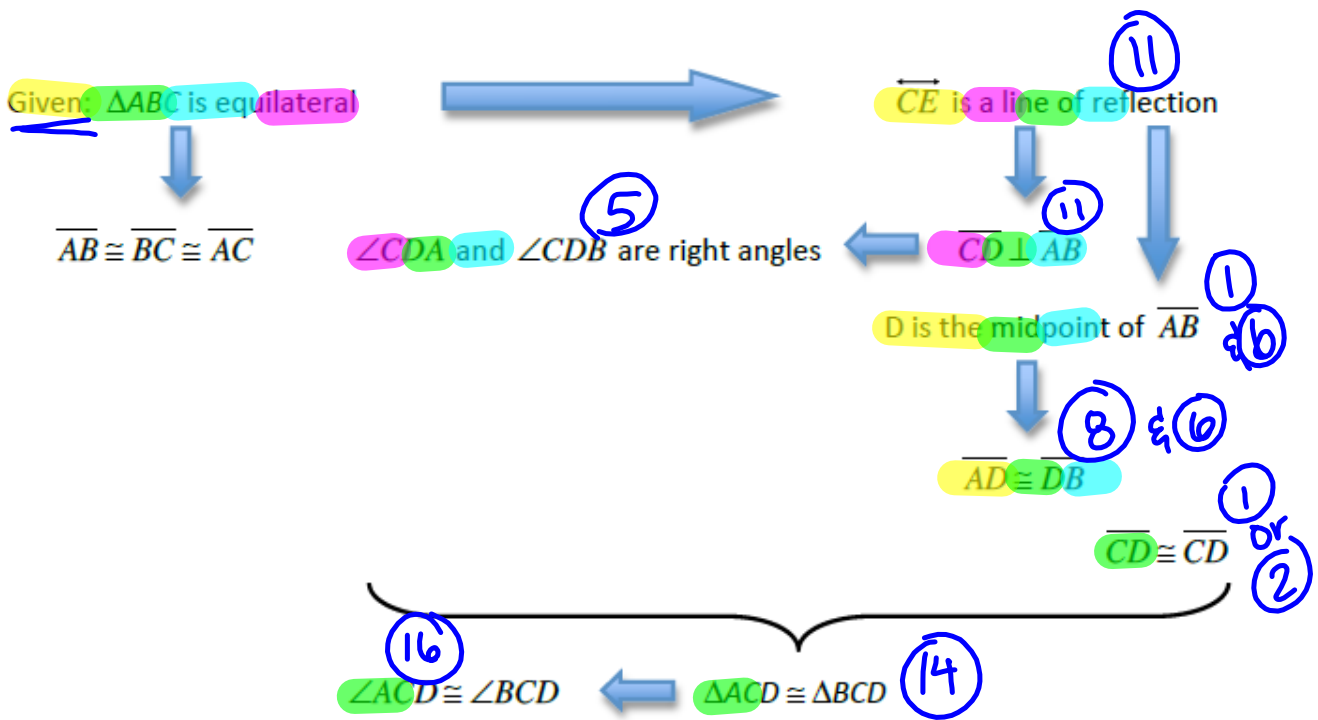 11
Given: ΔABC is equilateral
CE is a line of reflection
5
11
AB ≅ BC ≅ AC
∠CDA and ∠CDB are right angles
CD ⊥ AB
1
D is the midpoint of AB
& 6
8 & 6
AD ≅ DB
1
or
CD ≅ CD
2
16
14
∠ACD ≅ ∠BCD
ΔACD ≅ ΔBCD